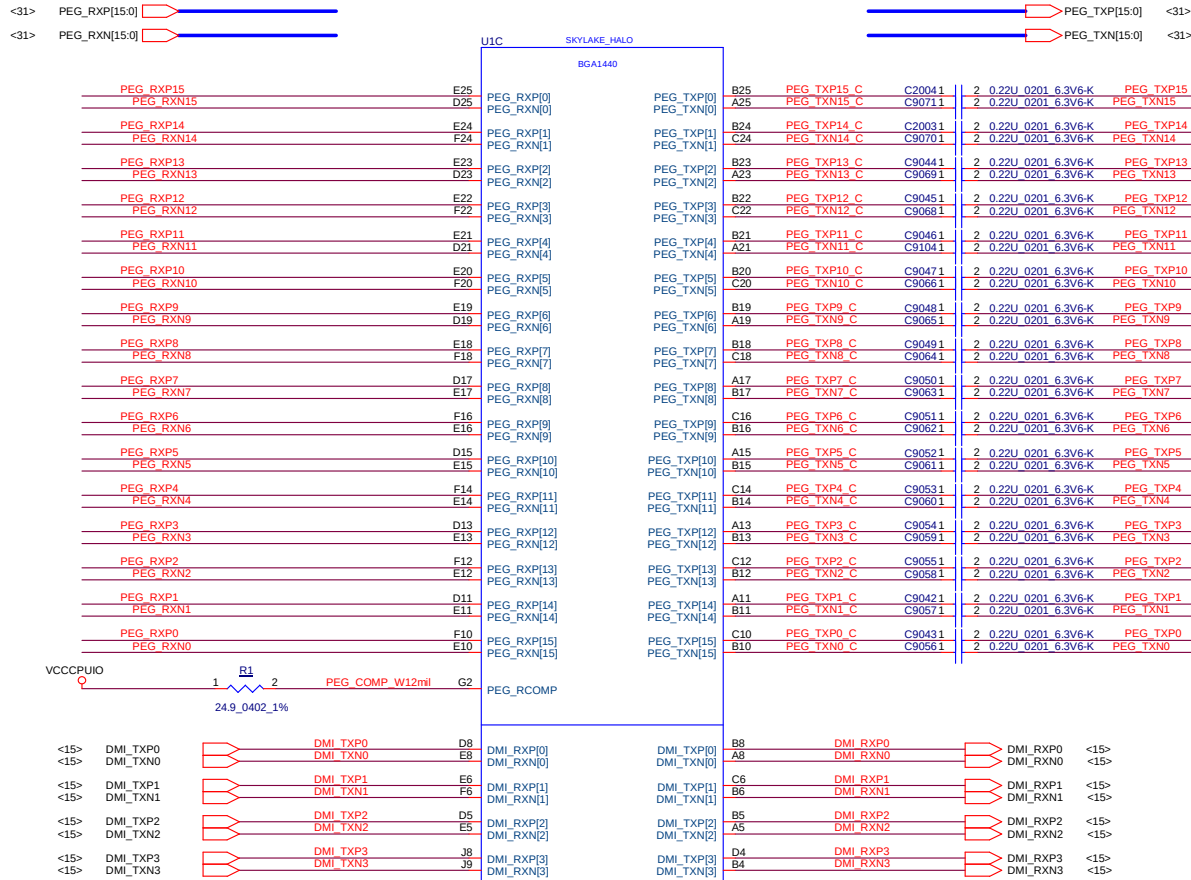 <31> PEG_RXP[15:0] PEG_TXP[15:0] <31>
<31> PEG_RXN[15:0] PEG_TXN[15:0] <31>
U1C SKYLAKE_HALO
BGA1440
PEG_RXP15 E25 PEG_RXP[0] PEG_TXP[0] B25 PEG_TXP15_C C2004 1 2 0.22U_0201_6.3V6-K PEG_TXP15
PEG_RXN15 D25 PEG_RXN[0] PEG_TXN[0] A25 PEG_TXN15_C C9071 1 2 0.22U_0201_6.3V6-K PEG_TXN15
PEG_RXP14 E24 PEG_RXP[1] PEG_TXP[1] B24 PEG_TXP14_C C2003 1 2 0.22U_0201_6.3V6-K PEG_TXP14
PEG_RXN14 F24 PEG_RXN[1] PEG_TXN[1] C24 PEG_TXN14_C C9070 1 2 0.22U_0201_6.3V6-K PEG_TXN14
PEG_RXP13 E23 PEG_RXP[2] PEG_TXP[2] B23 PEG_TXP13_C C9044 1 2 0.22U_0201_6.3V6-K PEG_TXP13
PEG_RXN13 D23 PEG_RXN[2] PEG_TXN[2] A23 PEG_TXN13_C C9069 1 2 0.22U_0201_6.3V6-K PEG_TXN13
PEG_RXP12 E22 PEG_RXP[3] PEG_TXP[3] B22 PEG_TXP12_C C9045 1 2 0.22U_0201_6.3V6-K PEG_TXP12
PEG_RXN12 F22 PEG_RXN[3] PEG_TXN[3] C22 PEG_TXN12_C C9068 1 2 0.22U_0201_6.3V6-K PEG_TXN12
PEG_RXP11 E21 PEG_RXP[4] PEG_TXP[4] B21 PEG_TXP11_C C9046 1 2 0.22U_0201_6.3V6-K PEG_TXP11
PEG_RXN11 D21 PEG_RXN[4] PEG_TXN[4] A21 PEG_TXN11_C C9104 1 2 0.22U_0201_6.3V6-K PEG_TXN11
PEG_RXP10 E20 PEG_RXP[5] PEG_TXP[5] B20 PEG_TXP10_C C9047 1 2 0.22U_0201_6.3V6-K PEG_TXP10
PEG_RXN10 F20 PEG_RXN[5] PEG_TXN[5] C20 PEG_TXN10_C C9066 1 2 0.22U_0201_6.3V6-K PEG_TXN10
PEG_RXP9 E19 PEG_RXP[6] PEG_TXP[6] B19 PEG_TXP9_C C9048 1 2 0.22U_0201_6.3V6-K PEG_TXP9
PEG_RXN9 D19 PEG_RXN[6] PEG_TXN[6] A19 PEG_TXN9_C C9065 1 2 0.22U_0201_6.3V6-K PEG_TXN9
PEG_RXP8 E18 PEG_RXP[7] PEG_TXP[7] B18 PEG_TXP8_C C9049 1 2 0.22U_0201_6.3V6-K PEG_TXP8
PEG_RXN8 F18 PEG_RXN[7] PEG_TXN[7] C18 PEG_TXN8_C C9064 1 2 0.22U_0201_6.3V6-K PEG_TXN8
PEG_RXP7 D17 PEG_RXP[8] PEG_TXP[8] A17 PEG_TXP7_C C9050 1 2 0.22U_0201_6.3V6-K PEG_TXP7
PEG_RXN7 E17 PEG_RXN[8] PEG_TXN[8] B17 PEG_TXN7_C C9063 1 2 0.22U_0201_6.3V6-K PEG_TXN7
PEG_RXP6 F16 PEG_RXP[9] PEG_TXP[9] C16 PEG_TXP6_C C9051 1 2 0.22U_0201_6.3V6-K PEG_TXP6
PEG_RXN6 E16 PEG_RXN[9] PEG_TXN[9] B16 PEG_TXN6_C C9062 1 2 0.22U_0201_6.3V6-K PEG_TXN6
PEG_RXP5 D15 PEG_RXP[10] PEG_TXP[10] A15 PEG_TXP5_C C9052 1 2 0.22U_0201_6.3V6-K PEG_TXP5
PEG_RXN5 E15 PEG_RXN[10] PEG_TXN[10] B15 PEG_TXN5_C C9061 1 2 0.22U_0201_6.3V6-K PEG_TXN5
PEG_RXP4 F14 PEG_RXP[11] PEG_TXP[11] C14 PEG_TXP4_C C9053 1 2 0.22U_0201_6.3V6-K PEG_TXP4
PEG_RXN4 E14 PEG_RXN[11] PEG_TXN[11] B14 PEG_TXN4_C C9060 1 2 0.22U_0201_6.3V6-K PEG_TXN4
PEG_RXP3 D13 PEG_RXP[12] PEG_TXP[12] A13 PEG_TXP3_C C9054 1 2 0.22U_0201_6.3V6-K PEG_TXP3
PEG_RXN3 E13 PEG_RXN[12] PEG_TXN[12] B13 PEG_TXN3_C C9059 1 2 0.22U_0201_6.3V6-K PEG_TXN3
PEG_RXP2 F12 PEG_RXP[13] PEG_TXP[13] C12 PEG_TXP2_C C9055 1 2 0.22U_0201_6.3V6-K PEG_TXP2
PEG_RXN2 E12 PEG_RXN[13] PEG_TXN[13] B12 PEG_TXN2_C C9058 1 2 0.22U_0201_6.3V6-K PEG_TXN2
PEG_RXP1 D11 PEG_RXP[14] PEG_TXP[14] A11 PEG_TXP1_C C9042 1 2 0.22U_0201_6.3V6-K PEG_TXP1
PEG_RXN1 E11 PEG_RXN[14] PEG_TXN[14] B11 PEG_TXN1_C C9057 1 2 0.22U_0201_6.3V6-K PEG_TXN1
PEG_RXP0 F10 PEG_RXP[15] PEG_TXP[15] C10 PEG_TXP0_C C9043 1 2 0.22U_0201_6.3V6-K PEG_TXP0
PEG_RXN0 E10 PEG_RXN[15] PEG_TXN[15] B10 PEG_TXN0_C C9056 1 2 0.22U_0201_6.3V6-K PEG_TXN0
VCCCPUIO R1
1 2 PEG_COMP_W12mil G2 PEG_RCOMP
24.9_0402_1%
<15> DMI_TXP0 DMI_TXP0 D8 DMI_RXP[0] DMI_TXP[0] B8 DMI_RXP0 DMI_RXP0 <15>
<15> DMI_TXN0 DMI_TXN0 E8 DMI_RXN[0] DMI_TXN[0] A8 DMI_RXN0 DMI_RXN0 <15>
<15> DMI_TXP1 DMI_TXP1 E6 DMI_RXP[1] DMI_TXP[1] C6 DMI_RXP1 DMI_RXP1 <15>
<15> DMI_TXN1 DMI_TXN1 F6 DMI_RXN[1] DMI_TXN[1] B6 DMI_RXN1 DMI_RXN1 <15>
<15> DMI_TXP2 DMI_TXP2 D5 DMI_RXP[2] DMI_TXP[2] B5 DMI_RXP2 DMI_RXP2 <15>
<15> DMI_TXN2 DMI_TXN2 E5 DMI_RXN[2] DMI_TXN[2] A5 DMI_RXN2 DMI_RXN2 <15>
<15> DMI_TXP3 DMI_TXP3 J8 DMI_RXP[3] DMI_TXP[3] D4 DMI_RXP3 DMI_RXP3 <15>
<15> DMI_TXN3 DMI_TXN3 J9 DMI_RXN[3] DMI_TXN[3] B4 DMI_RXN3 DMI_RXN3 <15>